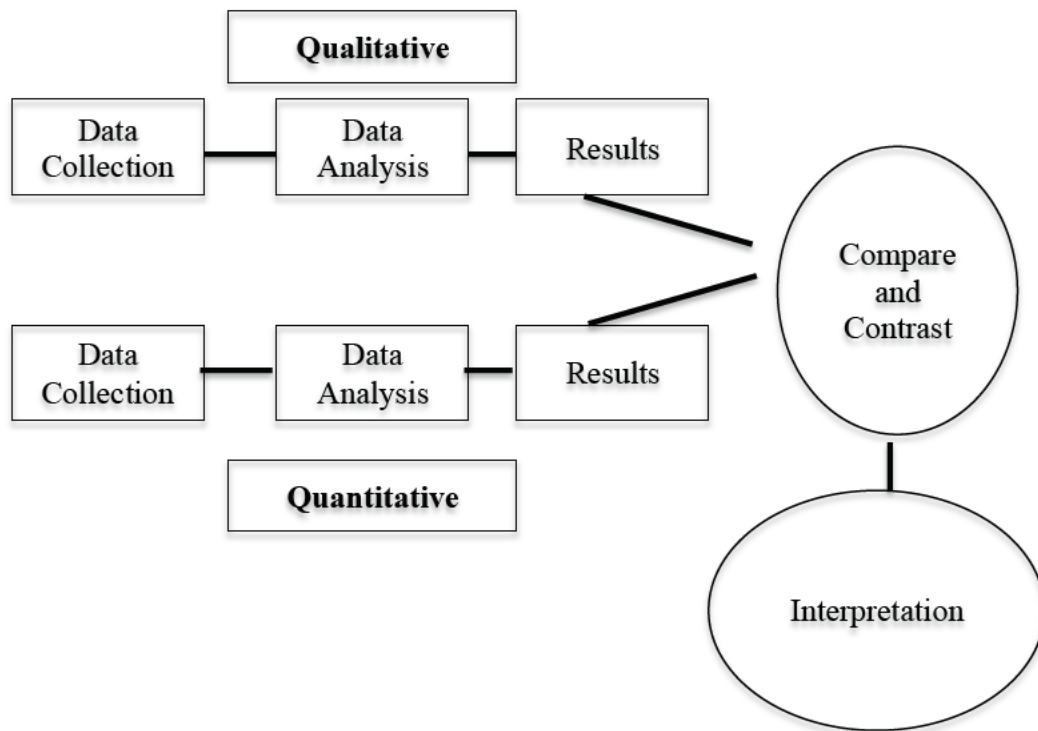 Qualitative
Data
Collection
Data
Analysis
Results
Compare
and
Contrast
Data
Collection
Data
Analysis
Results
Quantitative
Interpretation